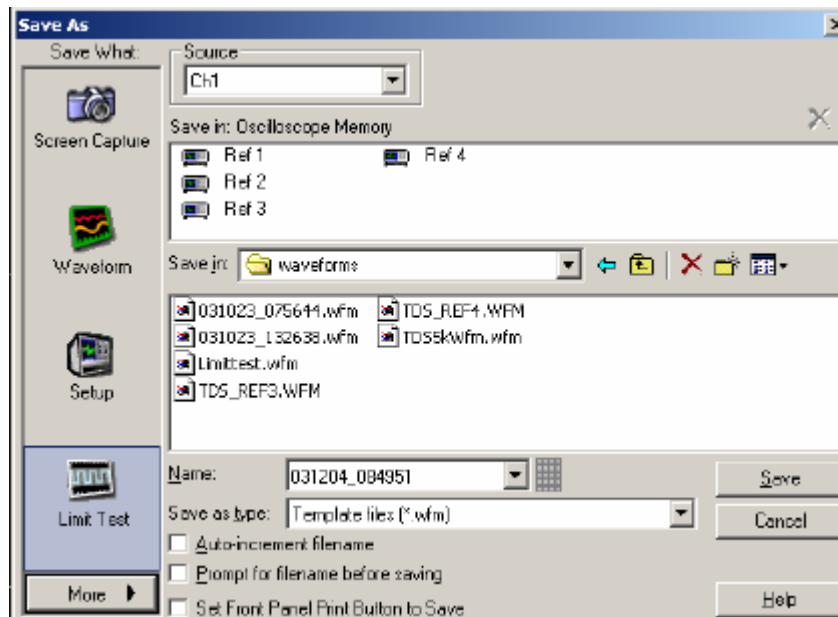 Save As
Save What:
Source
Ch1
Screen Capture
Save in: Oscilloscope Memory
Ref 1
Ref 4
Ref 2
Ref 3
Waveform
Save in:
waveforms
031023_075644.wfm
TDS_REF4.WFM
031023_132638.wfm
TDS5kWfm.wfm
Limittest.wfm
TDS_REF3.WFM
Setup
Limit Test
Name:
031204_084951
Save
Save as type:
Template files (*.wfm)
Cancel
Auto-increment filename
Prompt for filename before saving
More
Set Front Panel Print Button to Save
Help